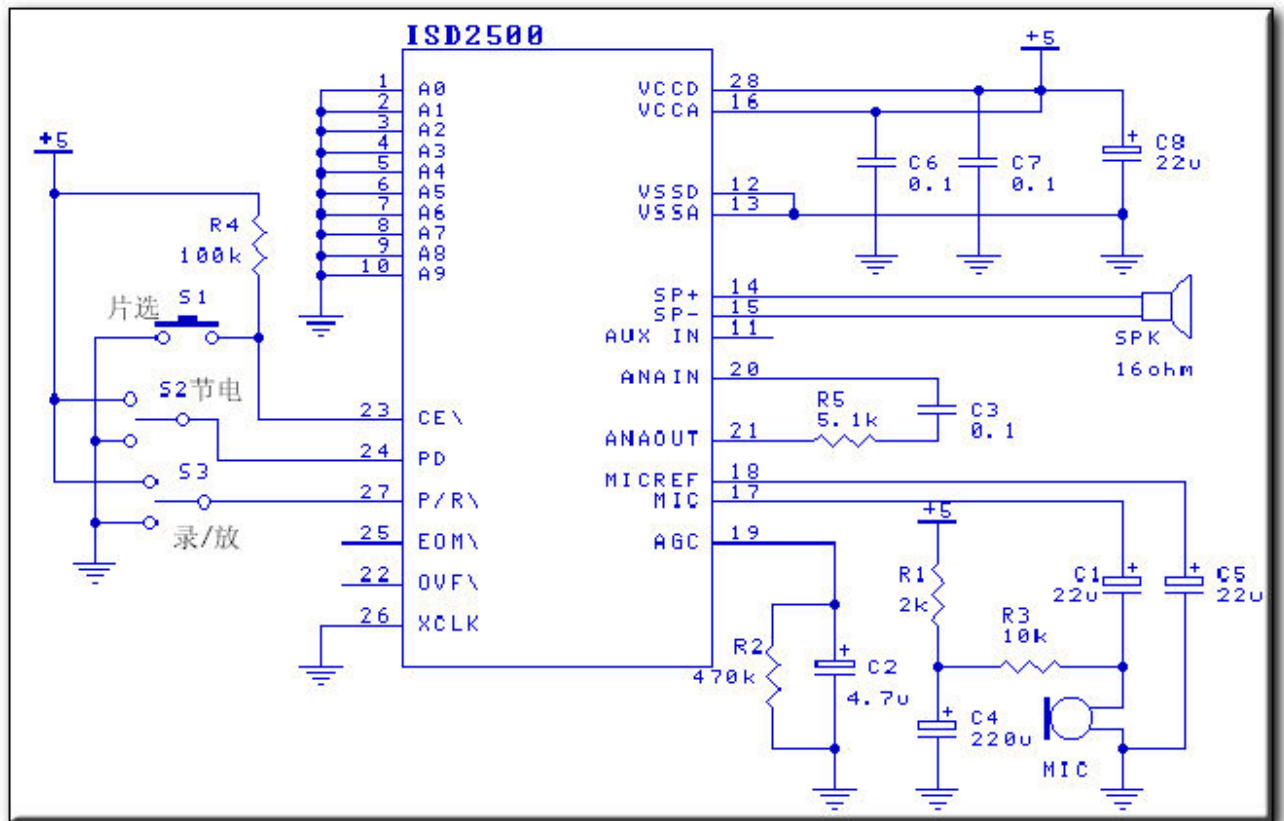 ISD2500
+5
1 A0
2 A1
3 A2
4 A3
5 A4
6 A5
7 A6
8 A7
9 A8
10 A9
+5
R4
100k
片选 S1
S2 节电
S3
录/放
23 CE\
24 PD
27 P/R\
25 EOM\
22 OVF\
26 XCLK
VCCD 28
VCCA 16
VSSD 12
VSSA 13
SP+ 14
SP- 15
AUX IN 11
ANAIN 20
ANAOUT 21
MICREF 18
MIC 17
AGC 19
C6
0.1
C7
0.1
+
C8
22u
SPK
16ohm
R5
5.1k
C3
0.1
+5
R1
2k
R3
10k
+
C1
22u
+
C5
22u
R2
470k
+
C2
4.7u
+
C4
220u
MIC